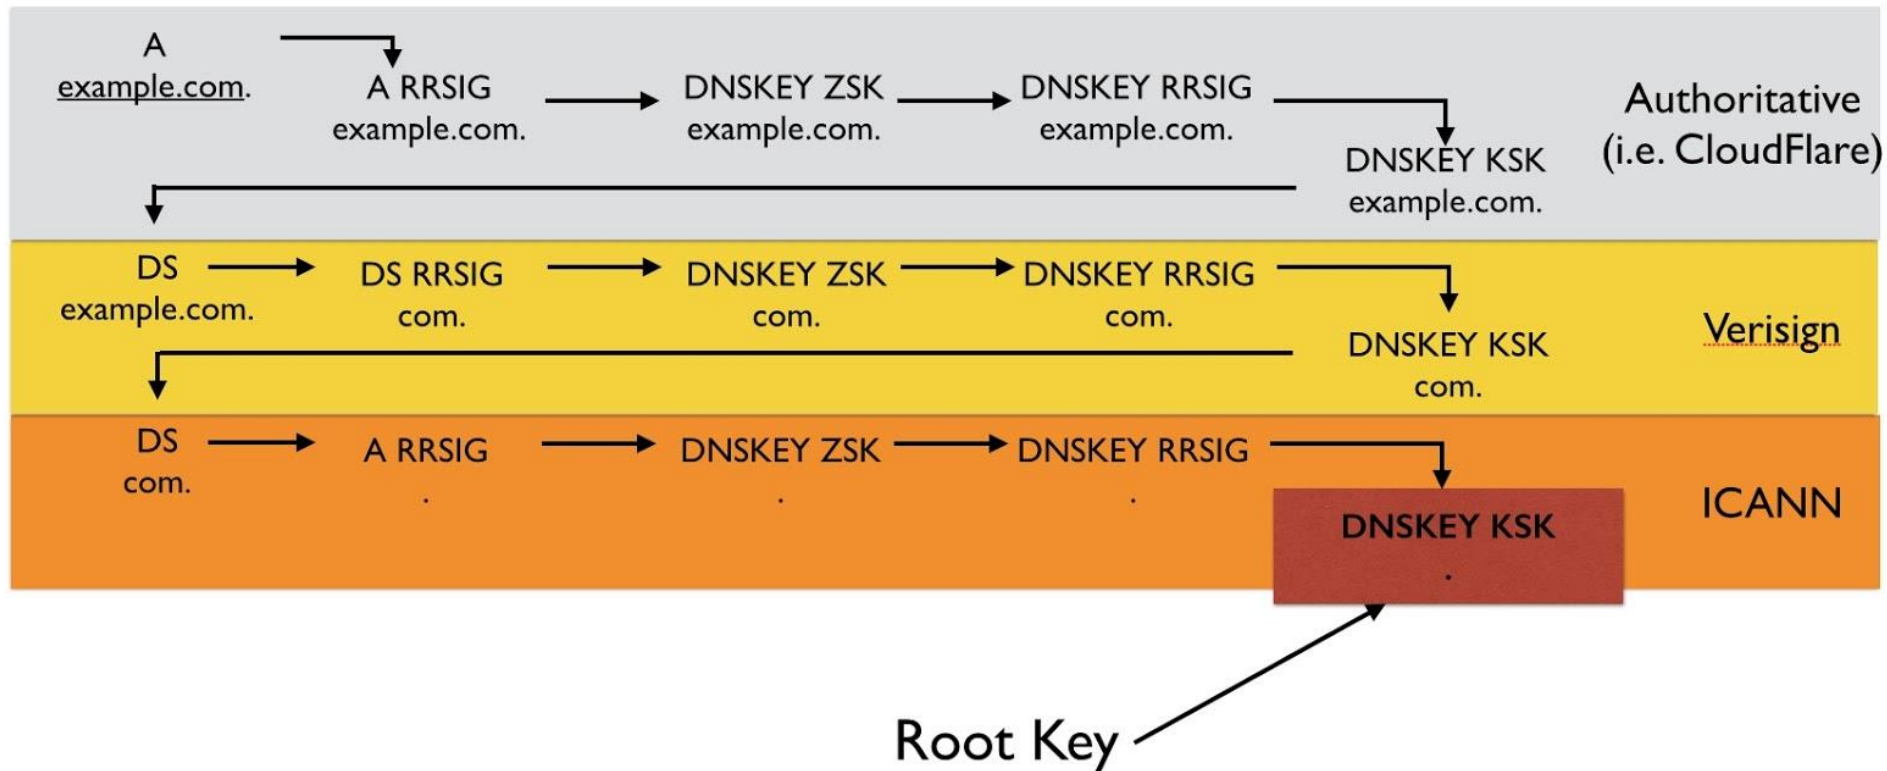 A
example.com.
A RRSIG
example.com.
DNSKEY ZSK
example.com.
DNSKEY RRSIG
example.com.
DNSKEY KSK
example.com.
Authoritative
(i.e. CloudFlare)
DS
example.com.
DS RRSIG
com.
DNSKEY ZSK
com.
DNSKEY RRSIG
com.
DNSKEY KSK
com.
Verisign
DS
com.
A RRSIG
.
DNSKEY ZSK
.
DNSKEY RRSIG
.
DNSKEY KSK
.
ICANN
Root Key